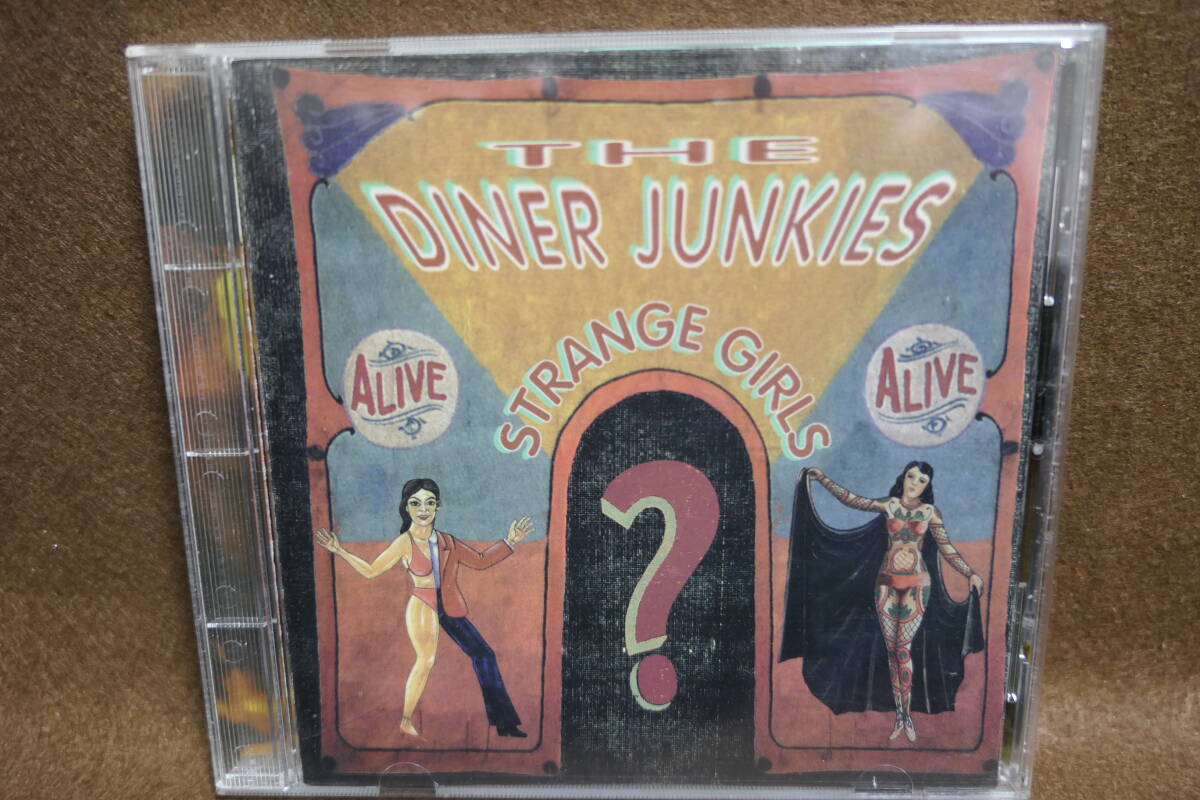 THE
DINER JUNKIES
STRANGE GIRLS
ALIVE
ALIVE
?